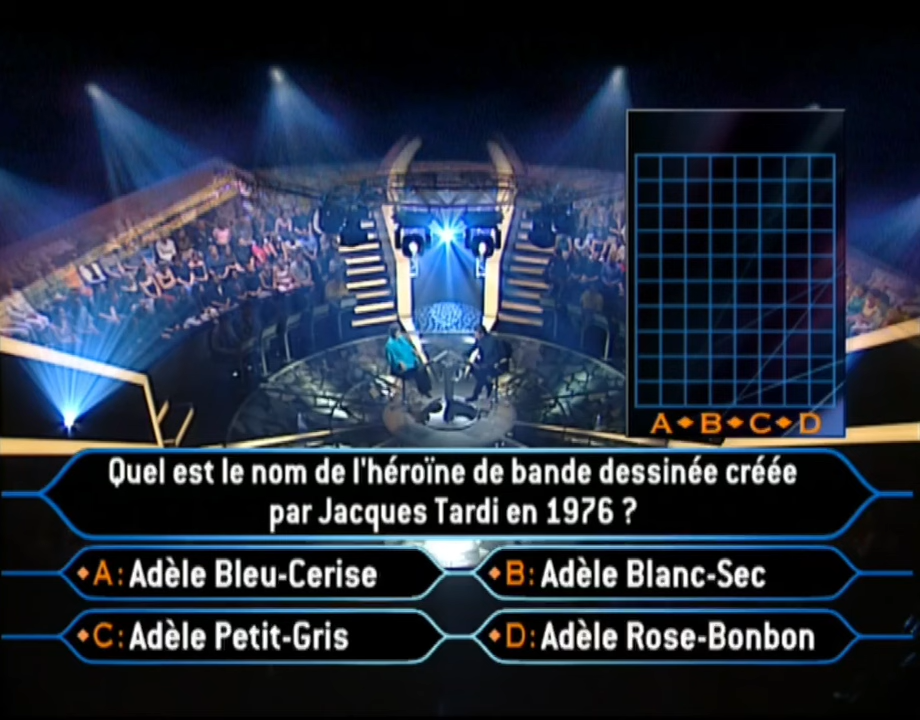 A◆B◆C◆D
Quel est le nom de l'héroïne de bande dessinée créée
par Jacques Tardi en 1976 ?
◆A: Adèle Bleu-Cerise
◆B: Adèle Blanc-Sec
◆C: Adèle Petit-Gris
◆D: Adèle Rose-Bonbon